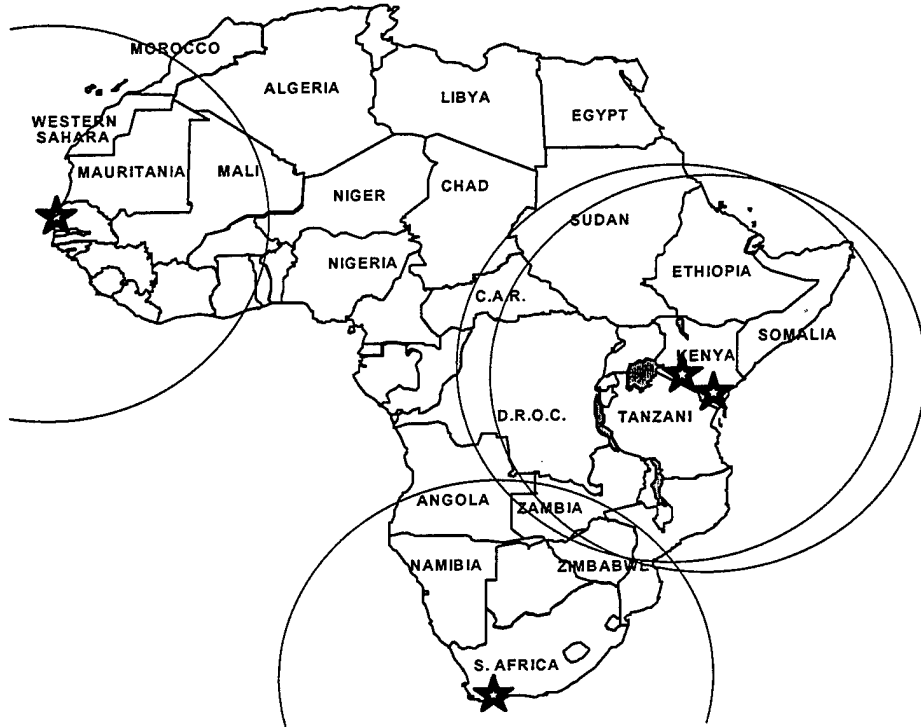 MOROCCO
ALGERIA
LIBYA
EGYPT
WESTERN
SAHARA
MAURITANIA
MALI
NIGER
CHAD
SUDAN
NIGERIA
ETHIOPIA
C.A.R.
SOMALIA
KENYA
D.R.O.C.
TANZANI
ANGOLA
ZAMBIA
NAMIBIA
ZIMBABWE
S. AFRICA